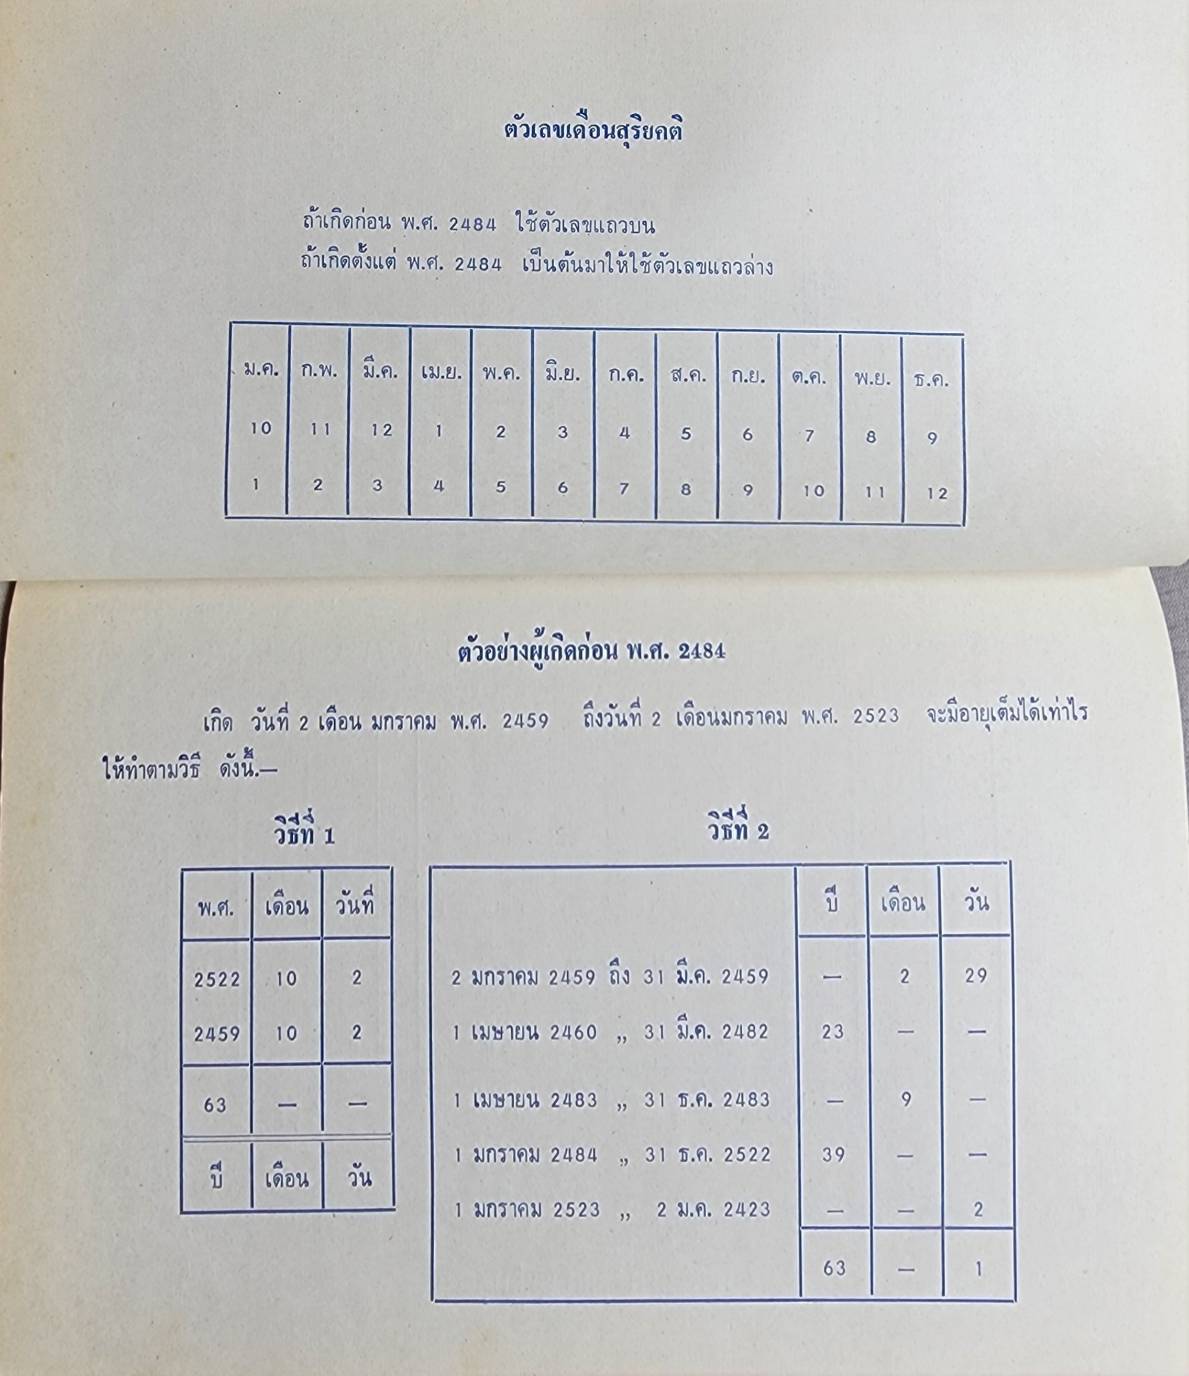 ตัวเลขเดือนสุริยคติ
ถ้าเกิดก่อน พ.ศ. 2484 ใช้ตัวเลขแถวบน
ถ้าเกิดตั้งแต่ พ.ศ. 2484 เป็นต้นมาให้ใช้ตัวเลขแถวล่าง
ม.ค. ก.พ. มี.ค. เม.ย. พ.ค. มิ.ย. ก.ค. ส.ค. ก.ย. ต.ค. พ.ย. ธ.ค.
10 11 12 1 2 3 4 5 6 7 8 9
1 2 3 4 5 6 7 8 9 10 11 12
ตัวอย่างผู้เกิดก่อน พ.ศ. 2484
เกิด วันที่ 2 เดือน มกราคม พ.ศ. 2459 ถึงวันที่ 2 เดือนมกราคม พ.ศ. 2523 จะมีอายุเต็มได้เท่าไร
ให้ทำตามวิธี ดังนี้.—
วิธีที่ 1
พ.ศ. เดือน วันที่
2522 10 2
2459 10 2
63 — —
ปี เดือน วัน
วิธีที่ 2
ปี เดือน วัน
2 มกราคม 2459 ถึง 31 มี.ค. 2459 — 2 29
1 เมษายน 2460 ,, 31 มี.ค. 2482 23 — —
1 เมษายน 2483 ,, 31 ธ.ค. 2483 — 9 —
1 มกราคม 2484 ,, 31 ธ.ค. 2522 39 — —
1 มกราคม 2523 ,, 2 ม.ค. 2423 — — 2
63 — 1